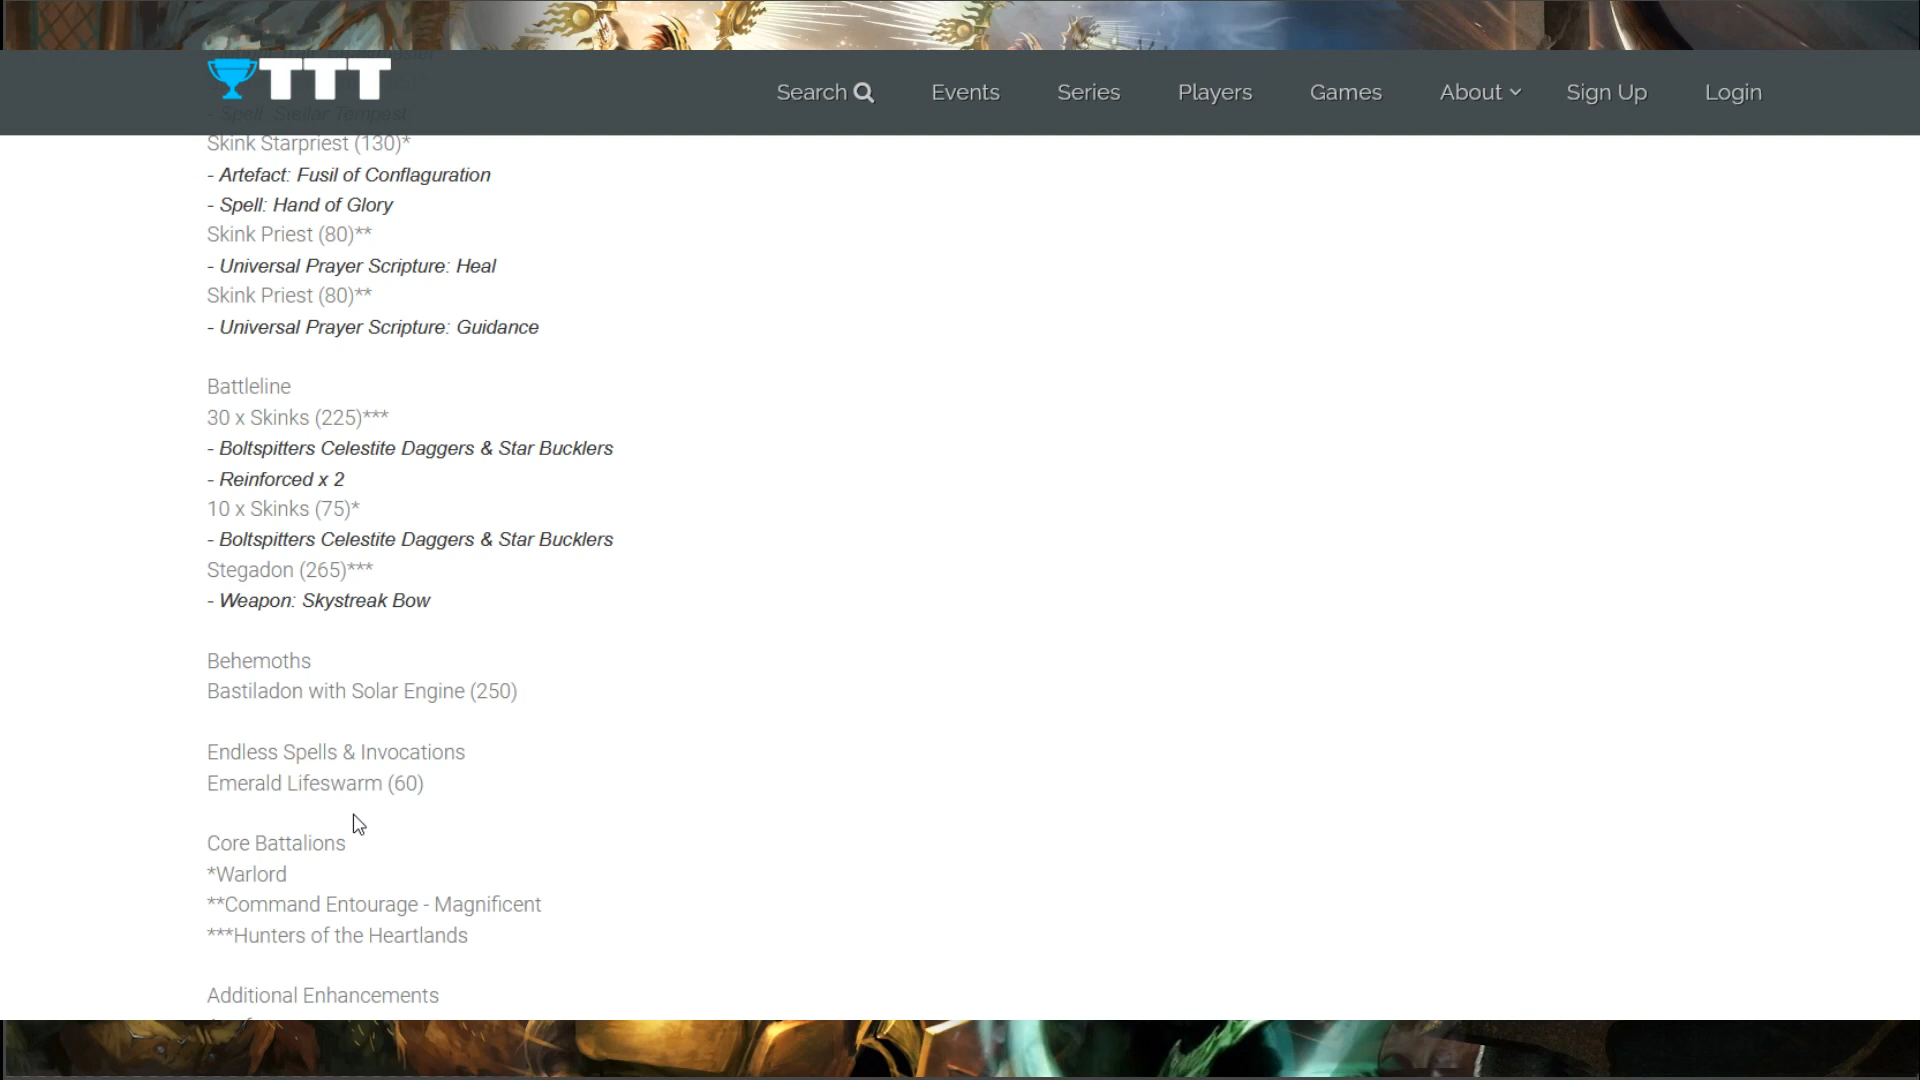 TTT
Search
Events
Series
Players
Games
About
Sign Up
Login
- Spell: Stellar Tempest
Skink Starpriest (130)*
- Artefact: Fusil of Conflaguration
- Spell: Hand of Glory
Skink Priest (80)**
- Universal Prayer Scripture: Heal
Skink Priest (80)**
- Universal Prayer Scripture: Guidance
Battleline
30 x Skinks (225)***
- Boltspitters Celestite Daggers & Star Bucklers
- Reinforced x 2
10 x Skinks (75)*
- Boltspitters Celestite Daggers & Star Bucklers
Stegadon (265)***
- Weapon: Skystreak Bow
Behemoths
Bastiladon with Solar Engine (250)
Endless Spells & Invocations
Emerald Lifeswarm (60)
Core Battalions
*Warlord
**Command Entourage - Magnificent
***Hunters of the Heartlands
Additional Enhancements